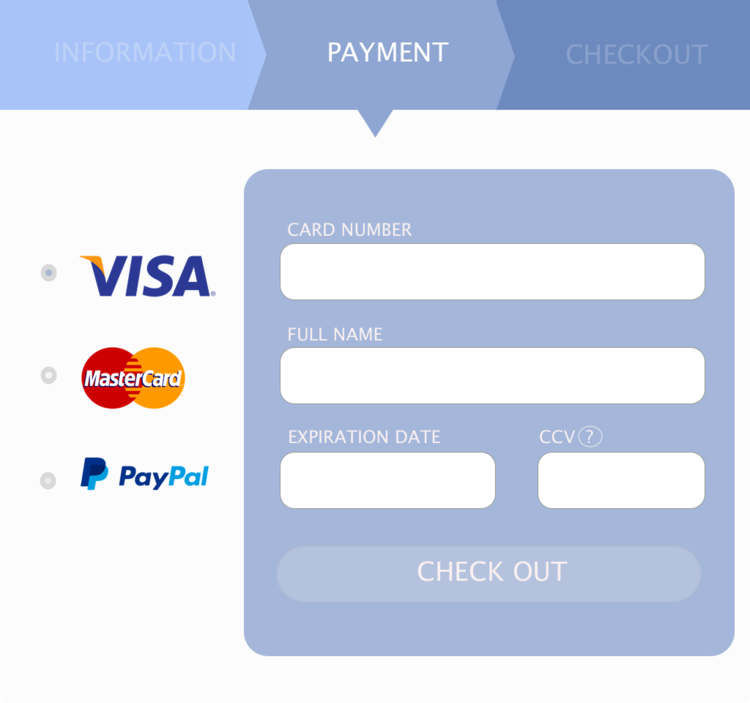 INFORMATION
PAYMENT
CHECKOUT
CARD NUMBER
VISA
FULL NAME
MasterCard
EXPIRATION DATE
CCV ?
PayPal
CHECK OUT